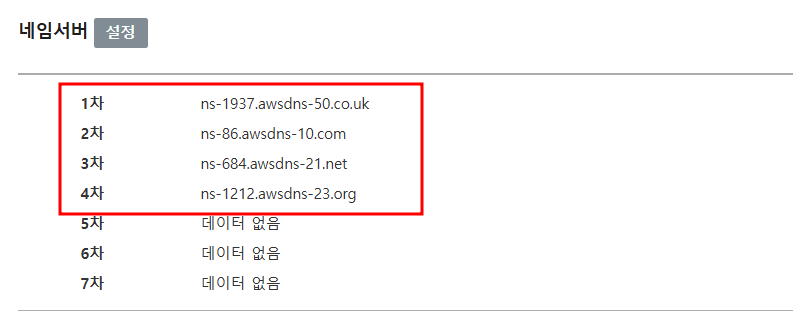 네임서버 설정
1차 ns-1937.awsdns-50.co.uk
2차 ns-86.awsdns-10.com
3차 ns-684.awsdns-21.net
4차 ns-1212.awsdns-23.org
5차 데이터 없음
6차 데이터 없음
7차 데이터 없음